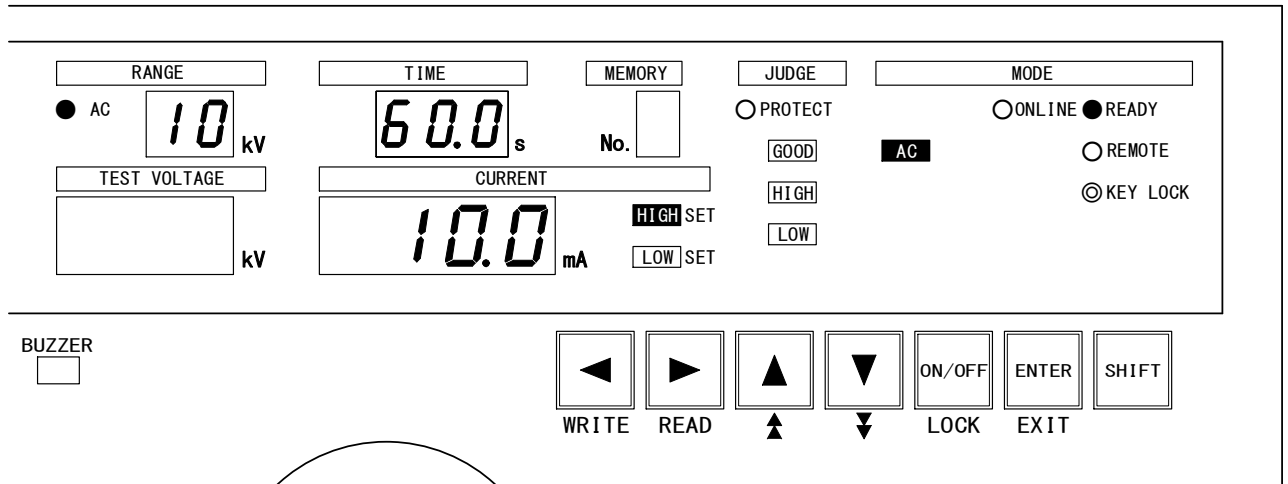 RANGE
TIME
MEMORY
JUDGE
MODE
AC
10
kV
60.0
s
No.
PROTECT
ONLINE
READY
GOOD
AC
REMOTE
TEST VOLTAGE
CURRENT
HIGH
KEY LOCK
kV
10.0
mA
HIGH SET
LOW SET
LOW
BUZZER
ON/OFF
ENTER
SHIFT
WRITE
READ
LOCK
EXIT